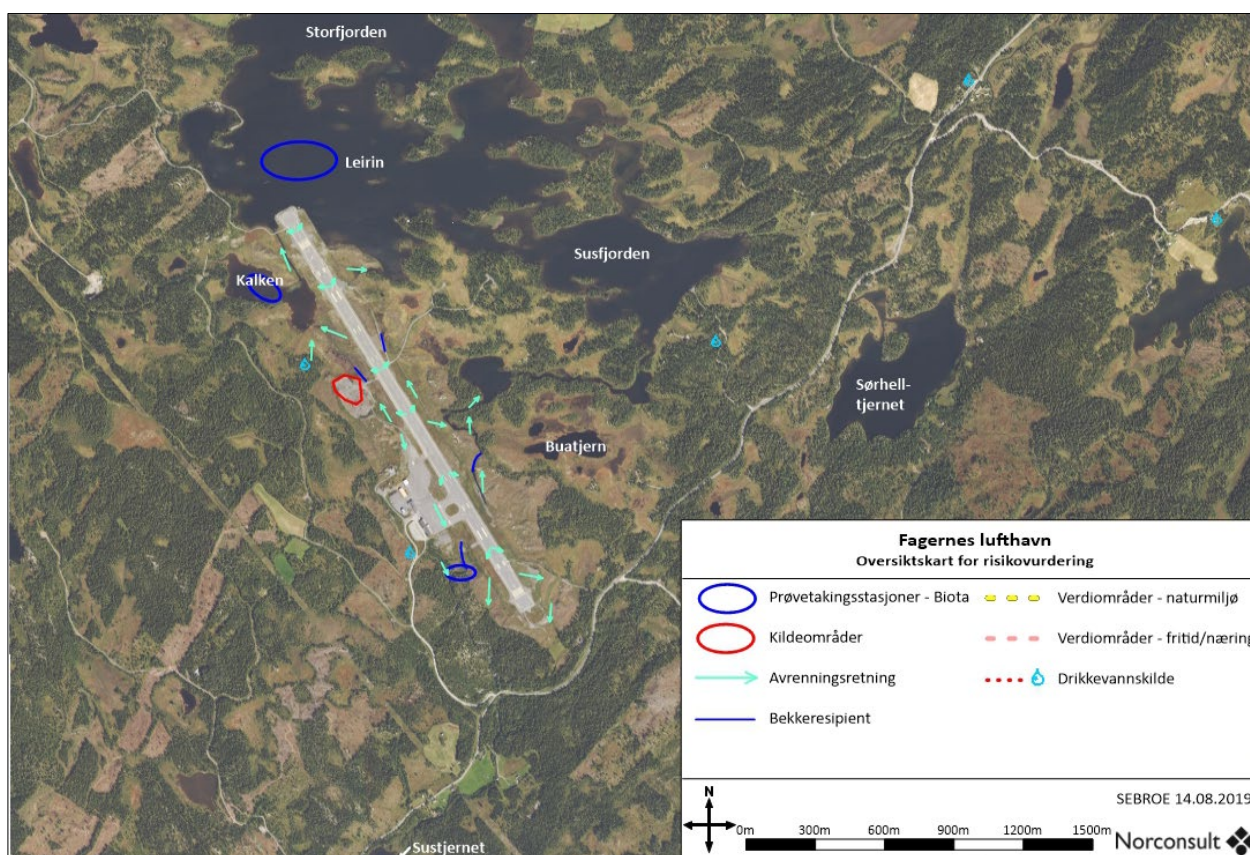 Storfjorden
Leirin
Susfjorden
Kalken
Sørhell-
tjernet
Buatjern
Sustjernet
Fagernes lufthavn
Oversiktskart for risikovurdering
Prøvetakingsstasjoner - Biota
Verdiområder - naturmiljø
Kildeområder
Verdiområder - fritid/næring
Avrenningsretning
Drikkevannskilde
Bekkeresipient
N
SEBROE 14.08.2019
0m 300m 600m 900m 1200m 1500m
Norconsult